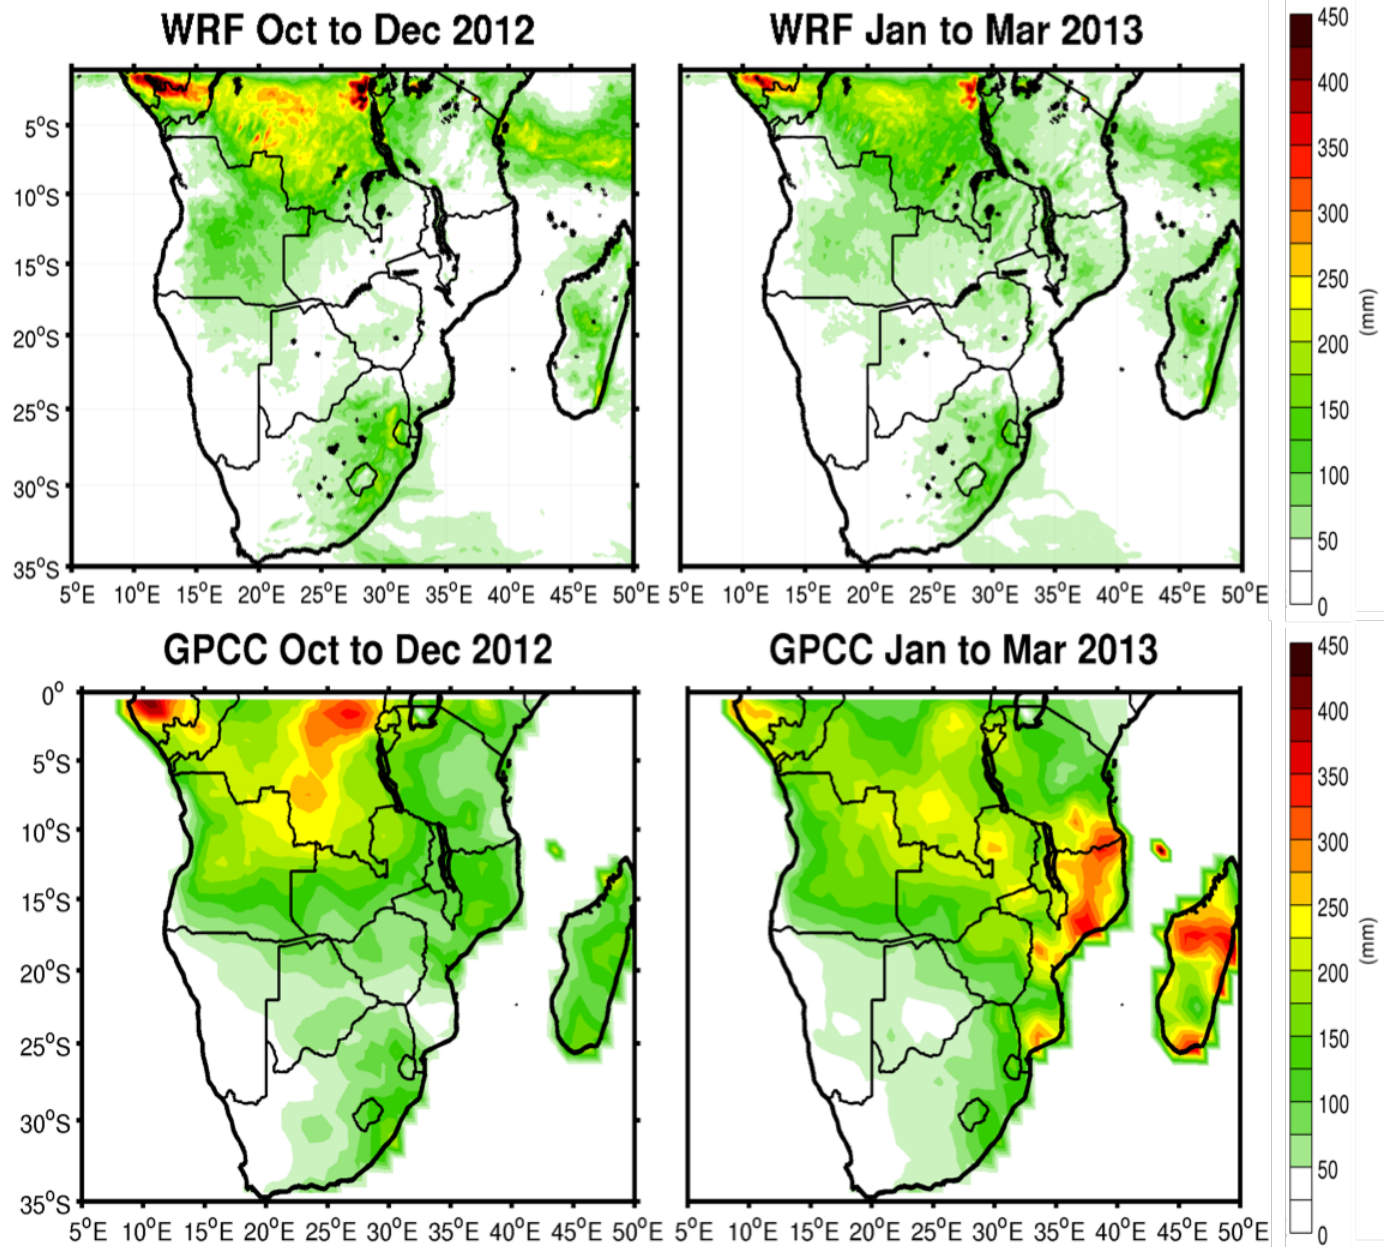 WRF Oct to Dec 2012
WRF Jan to Mar 2013
5°S
10°S
15°S
20°S
25°S
30°S
35°S
5°E 10°E 15°E 20°E 25°E 30°E 35°E 40°E 45°E 50°E
5°E 10°E 15°E 20°E 25°E 30°E 35°E 40°E 45°E 50°E
450
400
350
300
250
200
150
100
50
0
(mm)
GPCC Oct to Dec 2012
GPCC Jan to Mar 2013
0°
5°S
10°S
15°S
20°S
25°S
30°S
35°S
5°E 10°E 15°E 20°E 25°E 30°E 35°E 40°E 45°E 50°E
5°E 10°E 15°E 20°E 25°E 30°E 35°E 40°E 45°E 50°E
450
400
350
300
250
200
150
100
50
0
(mm)